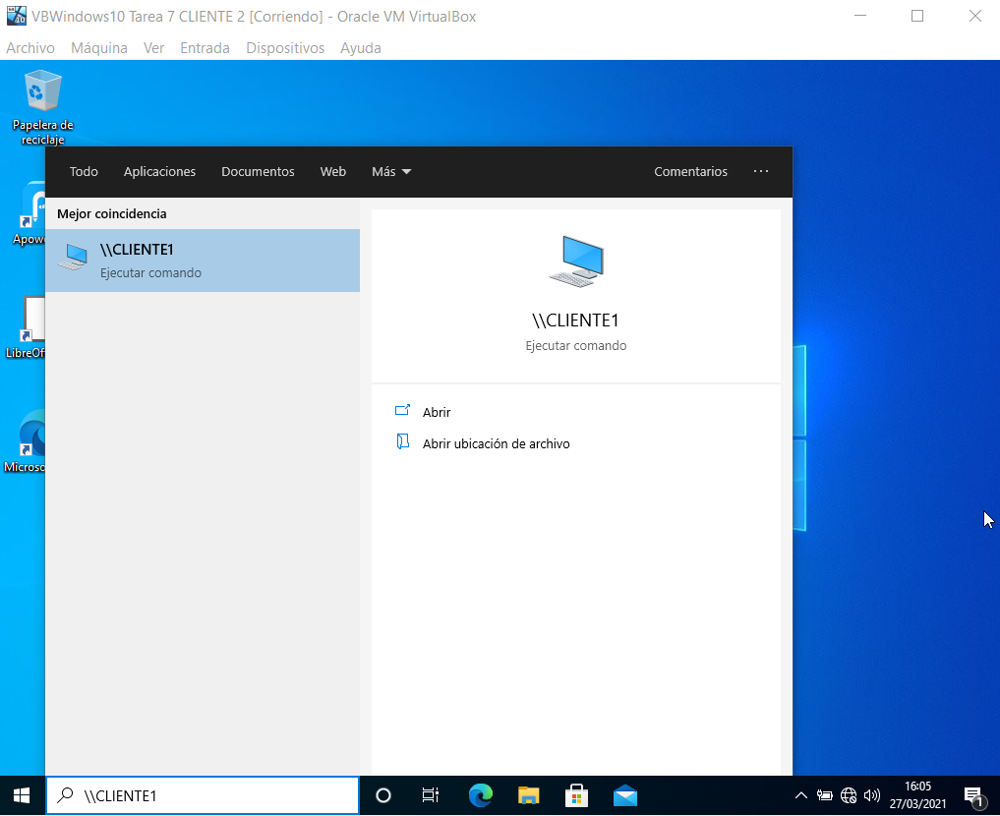 VBWindows10 Tarea 7 CLIENTE 2 [Corriendo] - Oracle VM VirtualBox
Archivo Máquina Ver Entrada Dispositivos Ayuda
Papelera de
reciclaje
Todo Aplicaciones Documentos Web Más Comentarios ···
Mejor coincidencia
\\CLIENTE1
Ejecutar comando
\\CLIENTE1
Ejecutar comando
Abrir
Abrir ubicación de archivo
Apowe
LibreOf
Microso
\\CLIENTE1
16:05
27/03/2021
1